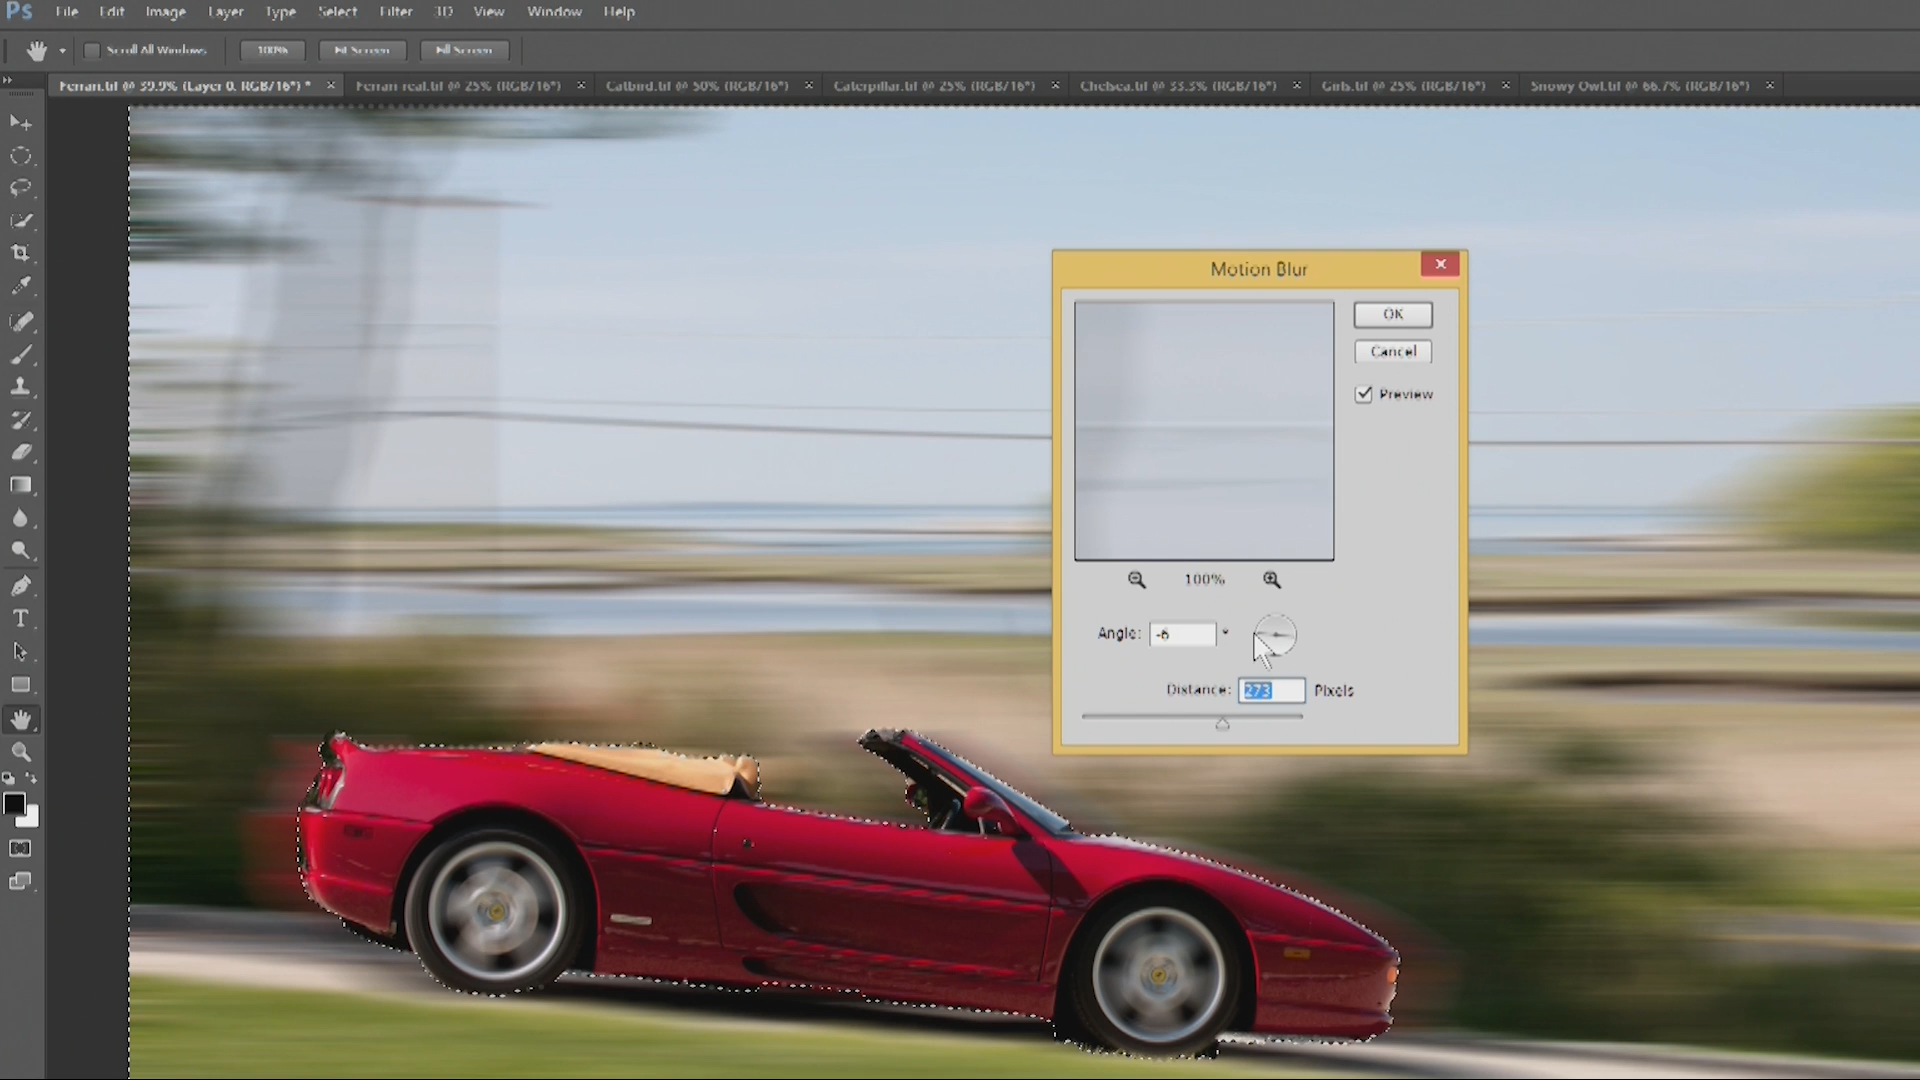 Ps File Edit Image Layer Type Select Filter 3D View Window Help
Scroll All Windows 100% Fit Screen Fill Screen
Ferrari.tif @ 39.9% (Layer 0, RGB/16*) * Ferrari real.tif @ 25% (RGB/16*) Catbird.tif @ 50% (RGB/16*) Caterpillar.tif @ 25% (RGB/16*) Chelsea.tif @ 33.3% (RGB/16*) Girls.tif @ 25% (RGB/16*) Snowy Owl.tif @ 66.7% (RGB/16*)
Motion Blur
OK
Cancel
Preview
100%
Angle: -6 °
Distance: 273 Pixels